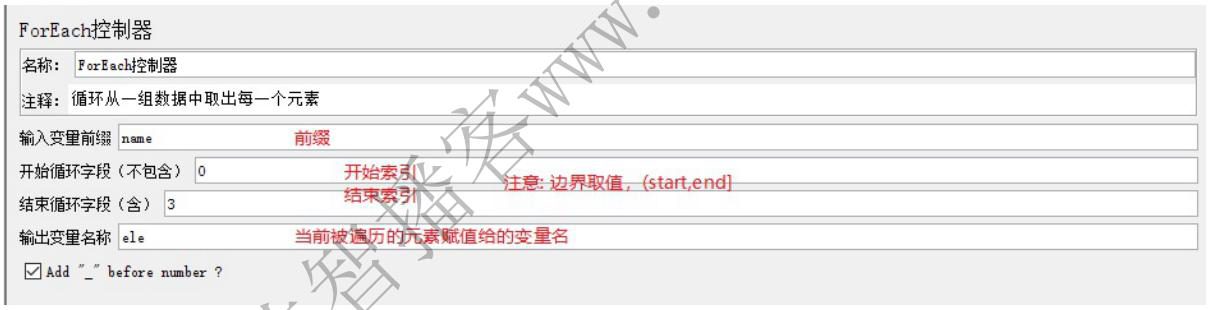 ForEach控制器
名称: ForEach控制器
注释: 循环从一组数据中取出每一个元素
输入变量前缀 name 前缀
开始循环字段(不包含) 0 开始索引
注意: 边界取值, (start,end]
结束循环字段(含) 3 结束索引
输出变量名称 ele 当前被遍历的元素赋值给的变量名
Add "_" before number ?
智播客www.